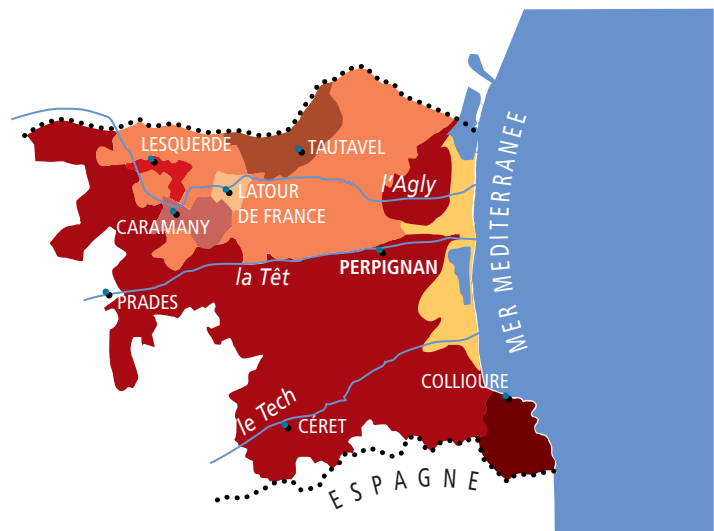 LESQUERDE
TAUTAVEL
l'Agly
LATOUR
DE FRANCE
CARAMANY
PERPIGNAN
la Têt
PRADES
MER MEDITERRANEE
COLLIOURE
le Tech
CÉRET
ESPAGNE